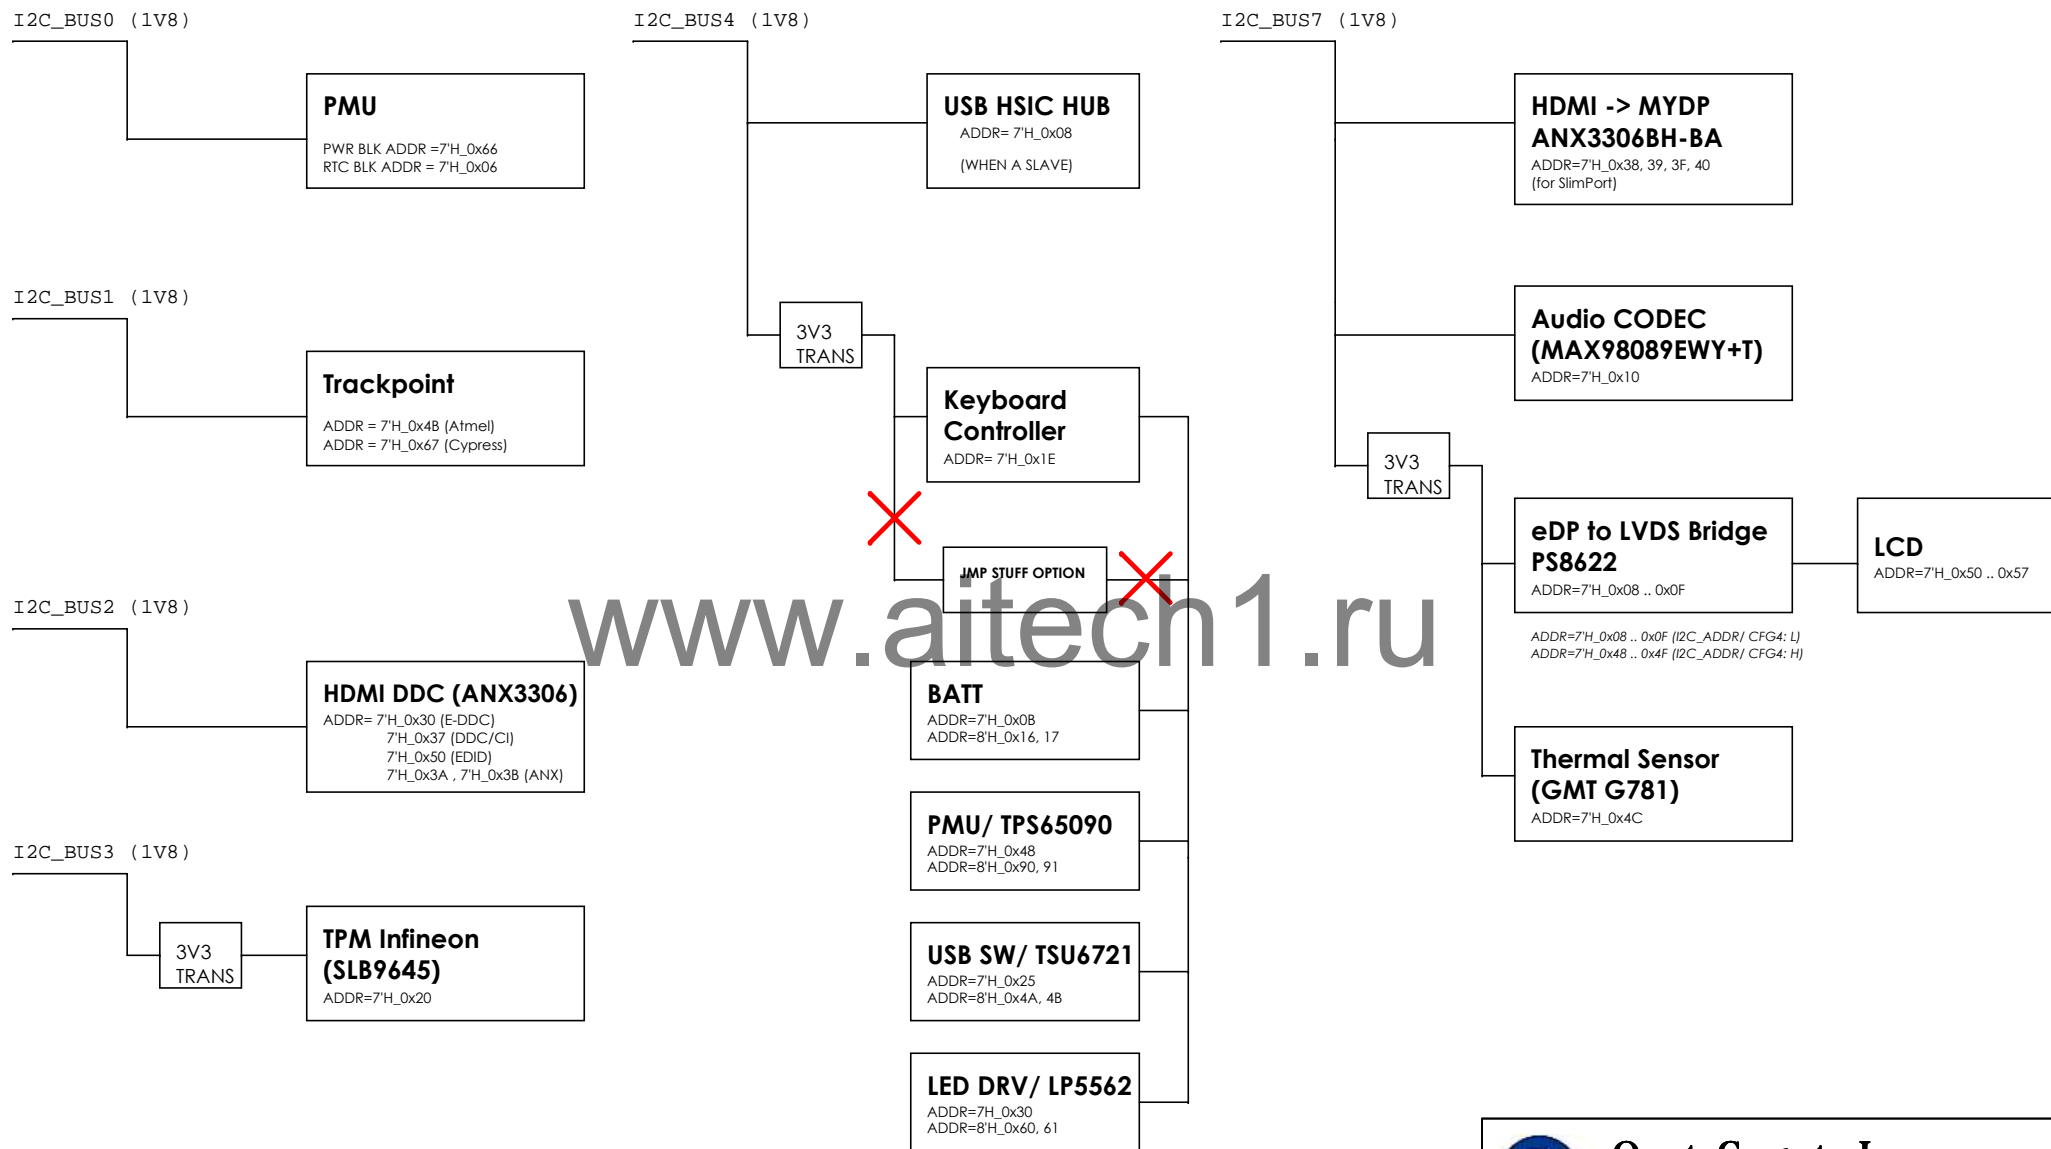 I2C_BUS0 (1V8)
PMU
PWR BLK ADDR =7'H_0x66
RTC BLK ADDR = 7'H_0x06
I2C_BUS1 (1V8)
Trackpoint
ADDR = 7'H_0x4B (Atmel)
ADDR = 7'H_0x67 (Cypress)
I2C_BUS2 (1V8)
HDMI DDC (ANX3306)
ADDR= 7'H_0x30 (E-DDC)
7'H_0x37 (DDC/CI)
7'H_0x50 (EDID)
7'H_0x3A , 7'H_0x3B (ANX)
I2C_BUS3 (1V8)
3V3
TRANS
TPM Infineon
(SLB9645)
ADDR=7'H_0x20
I2C_BUS4 (1V8)
USB HSIC HUB
ADDR= 7'H_0x08
(WHEN A SLAVE)
3V3
TRANS
Keyboard
Controller
ADDR= 7'H_0x1E
JMP STUFF OPTION
www.aitech1.ru
BATT
ADDR=7'H_0x0B
ADDR=8'H_0x16, 17
PMU/ TPS65090
ADDR=7'H_0x48
ADDR=8'H_0x90, 91
USB SW/ TSU6721
ADDR=7'H_0x25
ADDR=8'H_0x4A, 4B
LED DRV/ LP5562
ADDR=7H_0x30
ADDR=8'H_0x60, 61
I2C_BUS7 (1V8)
HDMI -> MYDP
ANX3306BH-BA
ADDR=7'H_0x38, 39, 3F, 40
(for SlimPort)
Audio CODEC
(MAX98089EWY+T)
ADDR=7'H_0x10
3V3
TRANS
eDP to LVDS Bridge
PS8622
ADDR=7'H_0x08 .. 0x0F
ADDR=7'H_0x08 .. 0x0F (I2C_ADDR/ CFG4: L)
ADDR=7'H_0x48 .. 0x4F (I2C_ADDR/ CFG4: H)
LCD
ADDR=7'H_0x50 .. 0x57
Thermal Sensor
(GMT G781)
ADDR=7'H_0x4C